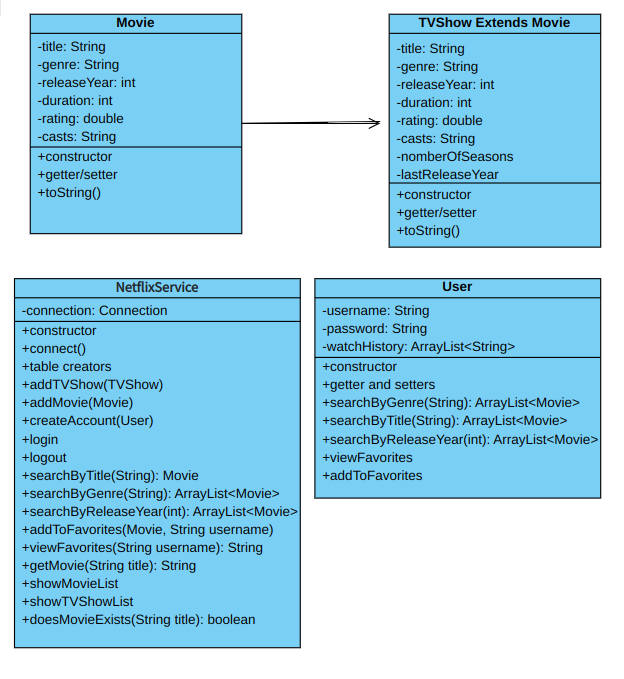 Movie
-title: String
-genre: String
-releaseYear: int
-duration: int
-rating: double
-casts: String
+constructor
+getter/setter
+toString()
TVShow Extends Movie
-title: String
-genre: String
-releaseYear: int
-duration: int
-rating: double
-casts: String
-nomberOfSeasons
-lastReleaseYear
+constructor
+getter/setter
+toString()
NetflixService
-connection: Connection
+constructor
+connect()
+table creators
+addTVShow(TVShow)
+addMovie(Movie)
+createAccount(User)
+login
+logout
+searchByTitle(String): Movie
+searchByGenre(String): ArrayList<Movie>
+searchByReleaseYear(int): ArrayList<Movie>
+addToFavorites(Movie, String username)
+viewFavorites(String username): String
+getMovie(String title): String
+showMovieList
+showTVShowList
+doesMovieExists(String title): boolean
User
-username: String
-password: String
-watchHistory: ArrayList<String>
+constructor
+getter and setters
+searchByGenre(String): ArrayList<Movie>
+searchByTitle(String): ArrayList<Movie>
+searchByReleaseYear(int): ArrayList<Movie>
+viewFavorites
+addToFavorites